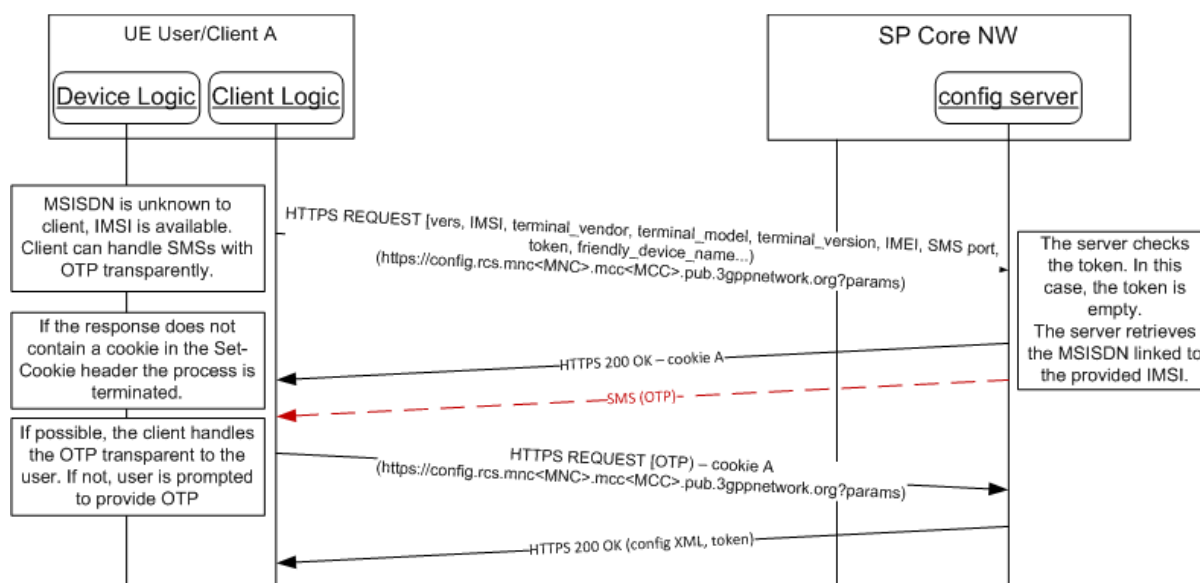 UE User/Client A
SP Core NW
Device Logic
Client Logic
config server
MSISDN is unknown to
client, IMSI is available.
Client can handle SMSs with
OTP transparently.
HTTPS REQUEST [vers, IMSI, terminal_vendor, terminal_model, terminal_version, IMEI, SMS port,
token, friendly_device_name...)
(https://config.rcs.mnc<MNC>.mcc<MCC>.pub.3gppnetwork.org?params)
The server checks
the token. In this
case, the token is
empty.
The server retrieves
the MSISDN linked to
the provided IMSI.
If the response does not
contain a cookie in the Set-
Cookie header the process is
terminated.
HTTPS 200 OK – cookie A
SMS (OTP)
If possible, the client handles
the OTP transparent to the
user. If not, user is prompted
to provide OTP
HTTPS REQUEST [OTP) – cookie A
(https://config.rcs.mnc<MNC>.mcc<MCC>.pub.3gppnetwork.org?params)
HTTPS 200 OK (config XML, token)